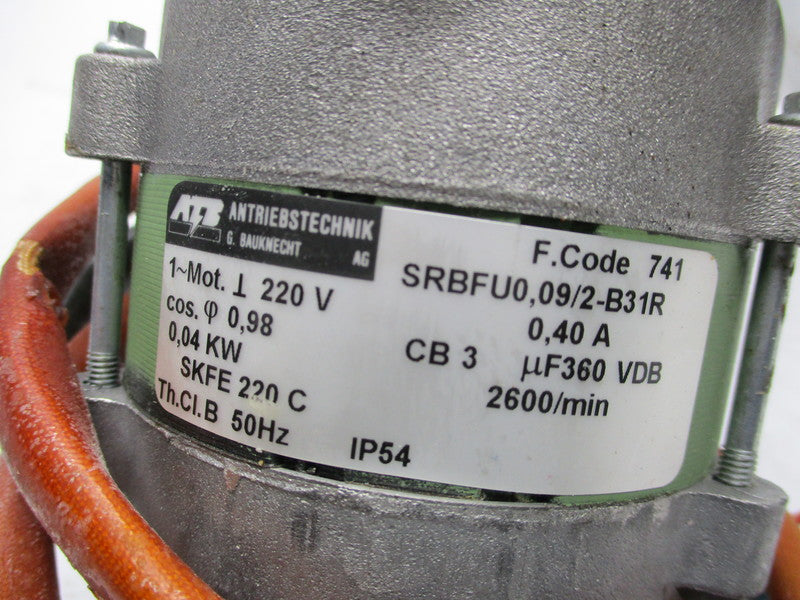 ATB ANTRIEBSTECHNIK
G. BAUKNECHT AG
F.Code 741
1~Mot. ⊥ 220 V SRBFU0,09/2-B31R
cos. φ 0,98 0,40 A
0,04 KW CB 3 µF360 VDB
SKFE 220 C 2600/min
Th.Cl.B 50Hz IP54